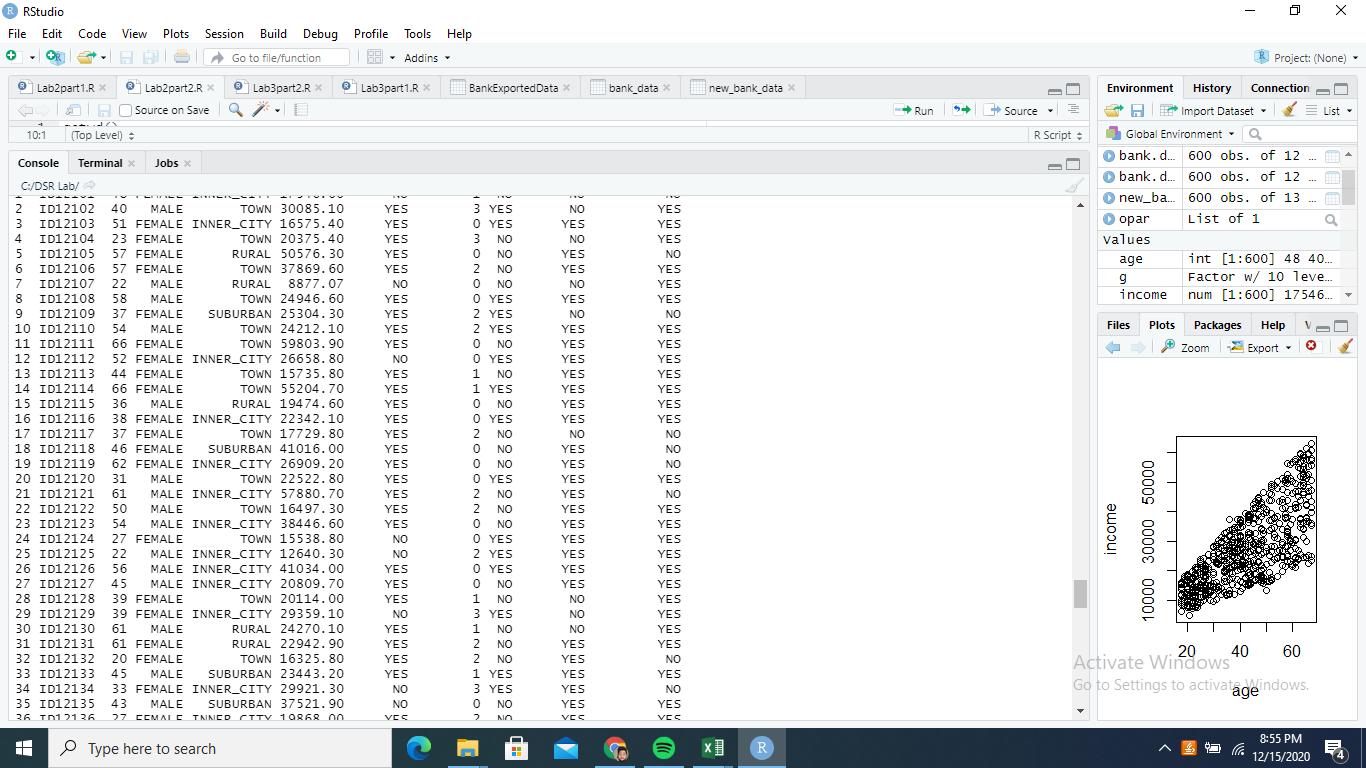 RStudio
File Edit Code View Plots Session Build Debug Profile Tools Help
Go to file/function Addins Project: (None)
Lab2part1.R Lab2part2.R Lab3part2.R Lab3part1.R BankExportedData bank_data new_bank_data
Source on Save Run Source
10:1 (Top Level) R Script
Console Terminal Jobs
C:/DSR Lab/
2 ID12102 40 MALE TOWN 30085.10 YES 3 YES NO YES
3 ID12103 51 FEMALE INNER_CITY 16575.40 YES 0 YES YES YES
4 ID12104 23 FEMALE TOWN 20375.40 YES 3 NO NO YES
5 ID12105 57 FEMALE RURAL 50576.30 YES 0 NO YES NO
6 ID12106 57 FEMALE TOWN 37869.60 YES 2 NO YES YES
7 ID12107 22 MALE RURAL 8877.07 NO 0 NO YES YES
8 ID12108 58 MALE TOWN 24946.60 YES 0 YES YES YES
9 ID12109 37 FEMALE SUBURBAN 25304.30 YES 2 YES NO NO
10 ID12110 54 MALE TOWN 24212.10 YES 2 YES YES YES
11 ID12111 66 FEMALE TOWN 59803.90 YES 0 NO YES YES
12 ID12112 52 FEMALE INNER_CITY 26658.80 NO 0 YES YES YES
13 ID12113 44 FEMALE TOWN 15735.80 YES 1 NO YES YES
14 ID12114 66 FEMALE TOWN 55204.70 YES 1 YES YES YES
15 ID12115 36 MALE RURAL 19474.60 YES 0 NO YES YES
16 ID12116 38 FEMALE INNER_CITY 22342.10 YES 0 YES YES YES
17 ID12117 37 FEMALE TOWN 17729.80 YES 2 NO NO NO
18 ID12118 46 FEMALE SUBURBAN 41016.00 YES 0 NO YES NO
19 ID12119 62 FEMALE INNER_CITY 26909.20 YES 0 NO YES NO
20 ID12120 31 MALE TOWN 22522.80 YES 0 YES YES YES
21 ID12121 61 MALE INNER_CITY 57880.70 YES 2 NO YES NO
22 ID12122 50 MALE TOWN 16497.30 YES 2 NO YES YES
23 ID12123 54 MALE INNER_CITY 38446.60 YES 0 NO YES YES
24 ID12124 27 FEMALE TOWN 15538.80 NO 0 YES YES YES
25 ID12125 22 MALE INNER_CITY 12640.30 NO 2 YES YES YES
26 ID12126 56 MALE INNER_CITY 41034.00 YES 0 YES YES YES
27 ID12127 45 MALE INNER_CITY 20809.70 YES 0 NO YES YES
28 ID12128 39 FEMALE TOWN 20114.00 YES 1 NO NO YES
29 ID12129 39 FEMALE INNER_CITY 29359.10 NO 3 YES NO YES
30 ID12130 61 MALE RURAL 24270.10 YES 1 NO NO YES
31 ID12131 61 FEMALE RURAL 22942.90 YES 2 NO YES YES
32 ID12132 20 FEMALE TOWN 16325.80 YES 2 NO YES NO
33 ID12133 45 MALE SUBURBAN 23443.20 YES 1 YES YES YES
34 ID12134 33 FEMALE INNER_CITY 29921.30 NO 3 YES YES NO
35 ID12135 43 MALE SUBURBAN 37521.90 NO 0 NO YES YES
36 ID12136 27 FEMALE INNER_CITY 19868.00 YES 2 NO YES YES
Environment History Connection
Import Dataset List
Global Environment
bank.d… 600 obs. of 12 …
bank.d… 600 obs. of 12 …
new_ba… 600 obs. of 13 …
opar List of 1
Values
age int [1:600] 48 40…
g Factor w/ 10 leve…
income num [1:600] 17546…
Files Plots Packages Help V
Zoom Export
income
10000 30000 50000
20 40 60
age
Activate Windows
Go to Settings to activate Windows.
Type here to search
8:55 PM
12/15/2020
4